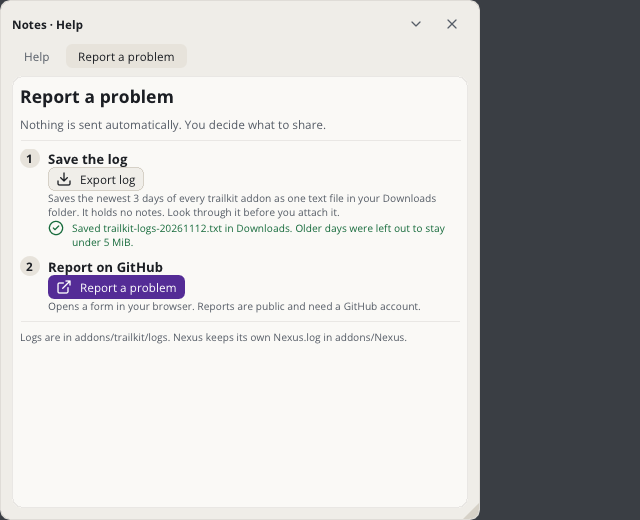 Notes · Help
Help
Report a problem
Report a problem
Nothing is sent automatically. You decide what to share.
1
Save the log
Export log
Saves the newest 3 days of every trailkit addon as one text file in your Downloads
folder. It holds no notes. Look through it before you attach it.
Saved trailkit-logs-20261112.txt in Downloads. Older days were left out to stay
under 5 MiB.
2
Report on GitHub
Report a problem
Opens a form in your browser. Reports are public and need a GitHub account.
Logs are in addons/trailkit/logs. Nexus keeps its own Nexus.log in addons/Nexus.